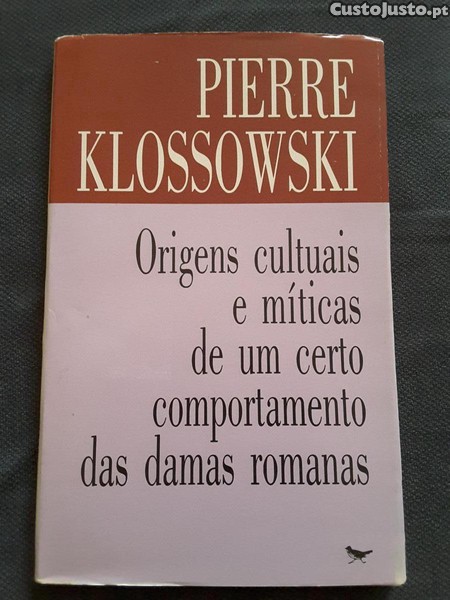 CustoJusto.pt
PIERRE
KLOSSOWSKI
Origens cultuais
e míticas
de um certo
comportamento
das damas romanas